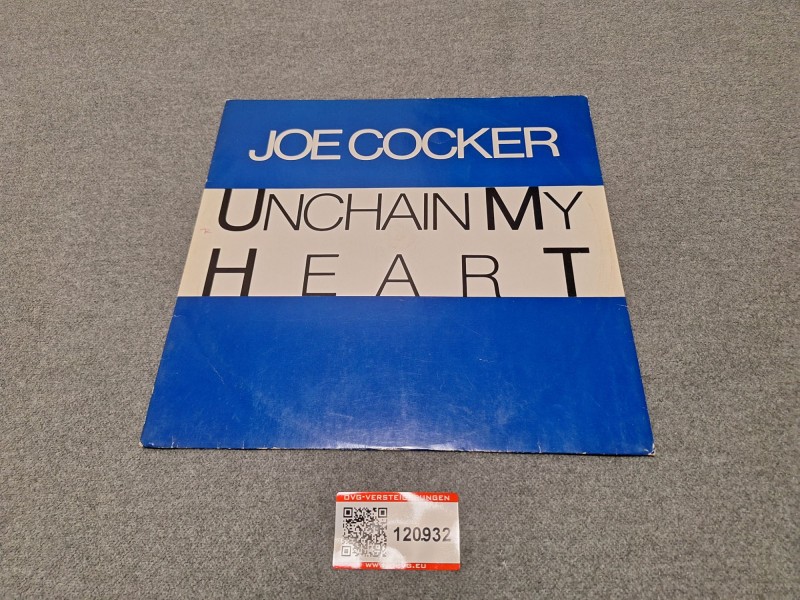 JOE COCKER
UNCHAIN MY
HEART
120932